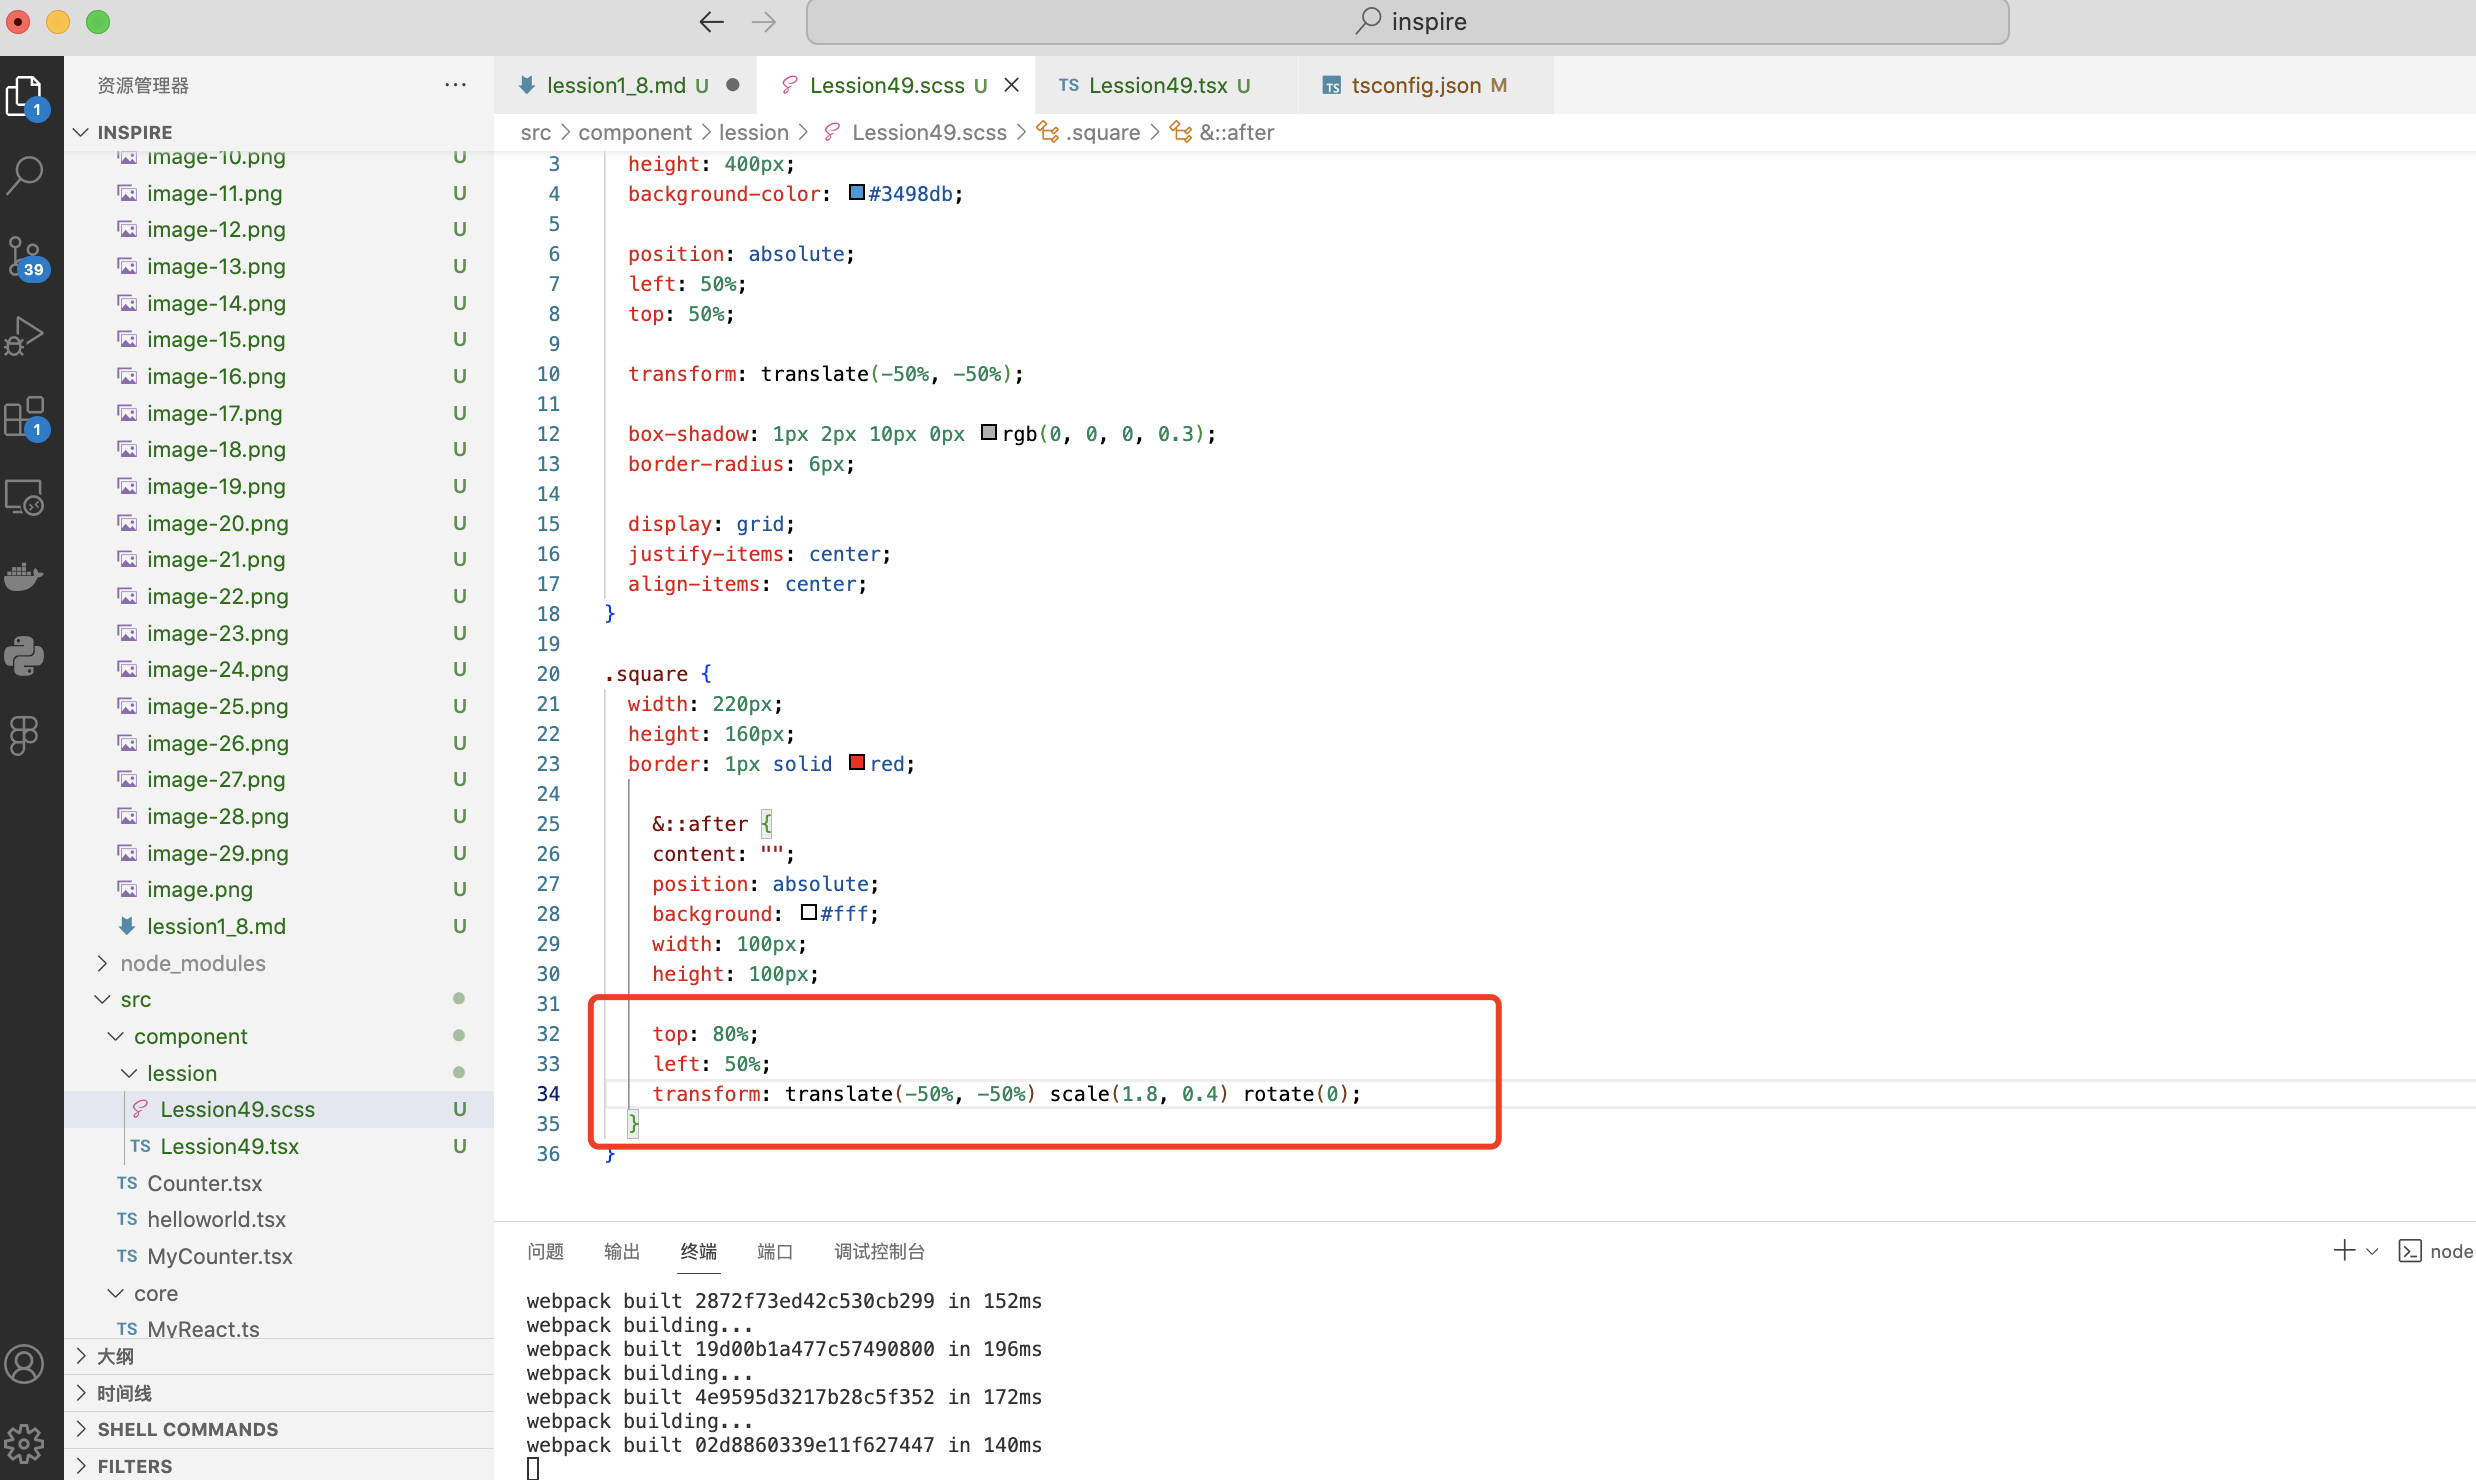 inspire
资源管理器
lession1_8.md U
Lession49.scss U
TS Lession49.tsx U
TS tsconfig.json M
src > component > lession > Lession49.scss > .square > &::after
INSPIRE
image-10.png U
image-11.png U
image-12.png U
image-13.png U
image-14.png U
image-15.png U
image-16.png U
image-17.png U
image-18.png U
image-19.png U
image-20.png U
image-21.png U
image-22.png U
image-23.png U
image-24.png U
image-25.png U
image-26.png U
image-27.png U
image-28.png U
image-29.png U
image.png U
lession1_8.md U
node_modules
src
component
lession
Lession49.scss U
TS Lession49.tsx U
TS Counter.tsx
TS helloworld.tsx
TS MyCounter.tsx
core
TS MyReact.ts
大纲
时间线
SHELL COMMANDS
FILTERS
1
39
1
3 height: 400px;
4 background-color: #3498db;
5
6 position: absolute;
7 left: 50%;
8 top: 50%;
9
10 transform: translate(-50%, -50%);
11
12 box-shadow: 1px 2px 10px 0px rgb(0, 0, 0, 0.3);
13 border-radius: 6px;
14
15 display: grid;
16 justify-items: center;
17 align-items: center;
18 }
19
20 .square {
21 width: 220px;
22 height: 160px;
23 border: 1px solid red;
24
25 &::after {
26 content: "";
27 position: absolute;
28 background: #fff;
29 width: 100px;
30 height: 100px;
31
32 top: 80%;
33 left: 50%;
34 transform: translate(-50%, -50%) scale(1.8, 0.4) rotate(0);
35 }
36 }
问题 输出 终端 端口 调试控制台
node
webpack built 2872f73ed42c530cb299 in 152ms
webpack building...
webpack built 19d00b1a477c57490800 in 196ms
webpack building...
webpack built 4e9595d3217b28c5f352 in 172ms
webpack building...
webpack built 02d8860339e11f627447 in 140ms